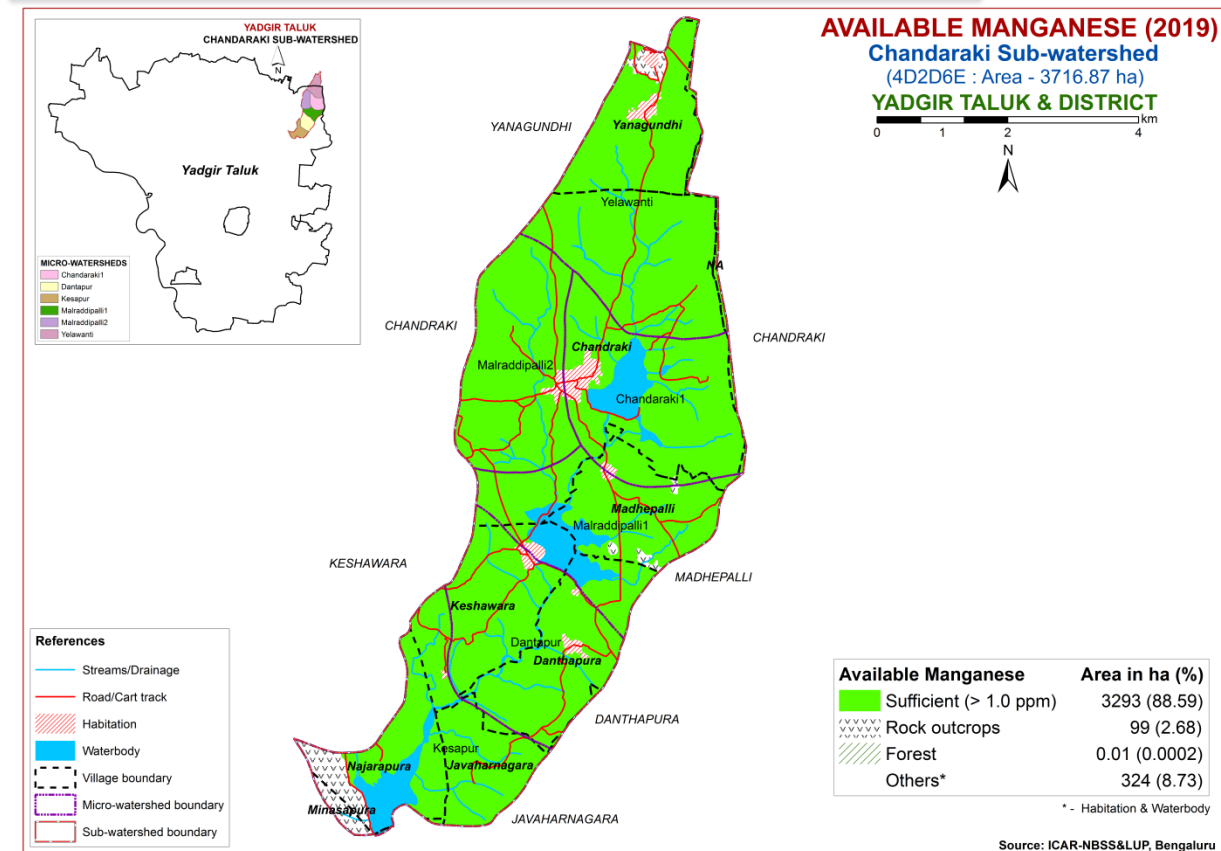 YADGIR TALUK
CHANDARAKI SUB-WATERSHED
N
Yadgir Taluk
MICRO-WATERSHEDS
Chandaraki1
Dantapur
Kesapur
Malraddipalli1
Malraddipalli2
Yelawanti
AVAILABLE MANGANESE (2019)
Chandaraki Sub-watershed
(4D2D6E : Area - 3716.87 ha)
YADGIR TALUK & DISTRICT
km
0 1 2 4
N
YANAGUNDHI
Yanagundhi
Yelawanti
NA
CHANDRAKI
CHANDRAKI
Chandraki
Malraddipalli2
Chandaraki1
Madhepalli
Malraddipalli1
KESHAWARA
MADHEPALLI
Keshawara
Dantapur
Danthapura
DANTHAPURA
Kesapur
Najarapura
Javaharnagara
Minasapura
JAVAHARNAGARA
References
Streams/Drainage
Road/Cart track
Habitation
Waterbody
Village boundary
Micro-watershed boundary
Sub-watershed boundary
Available Manganese Area in ha (%)
Sufficient (> 1.0 ppm) 3293 (88.59)
Rock outcrops 99 (2.68)
Forest 0.01 (0.0002)
Others* 324 (8.73)
* - Habitation & Waterbody
Source: ICAR-NBSS&LUP, Bengaluru